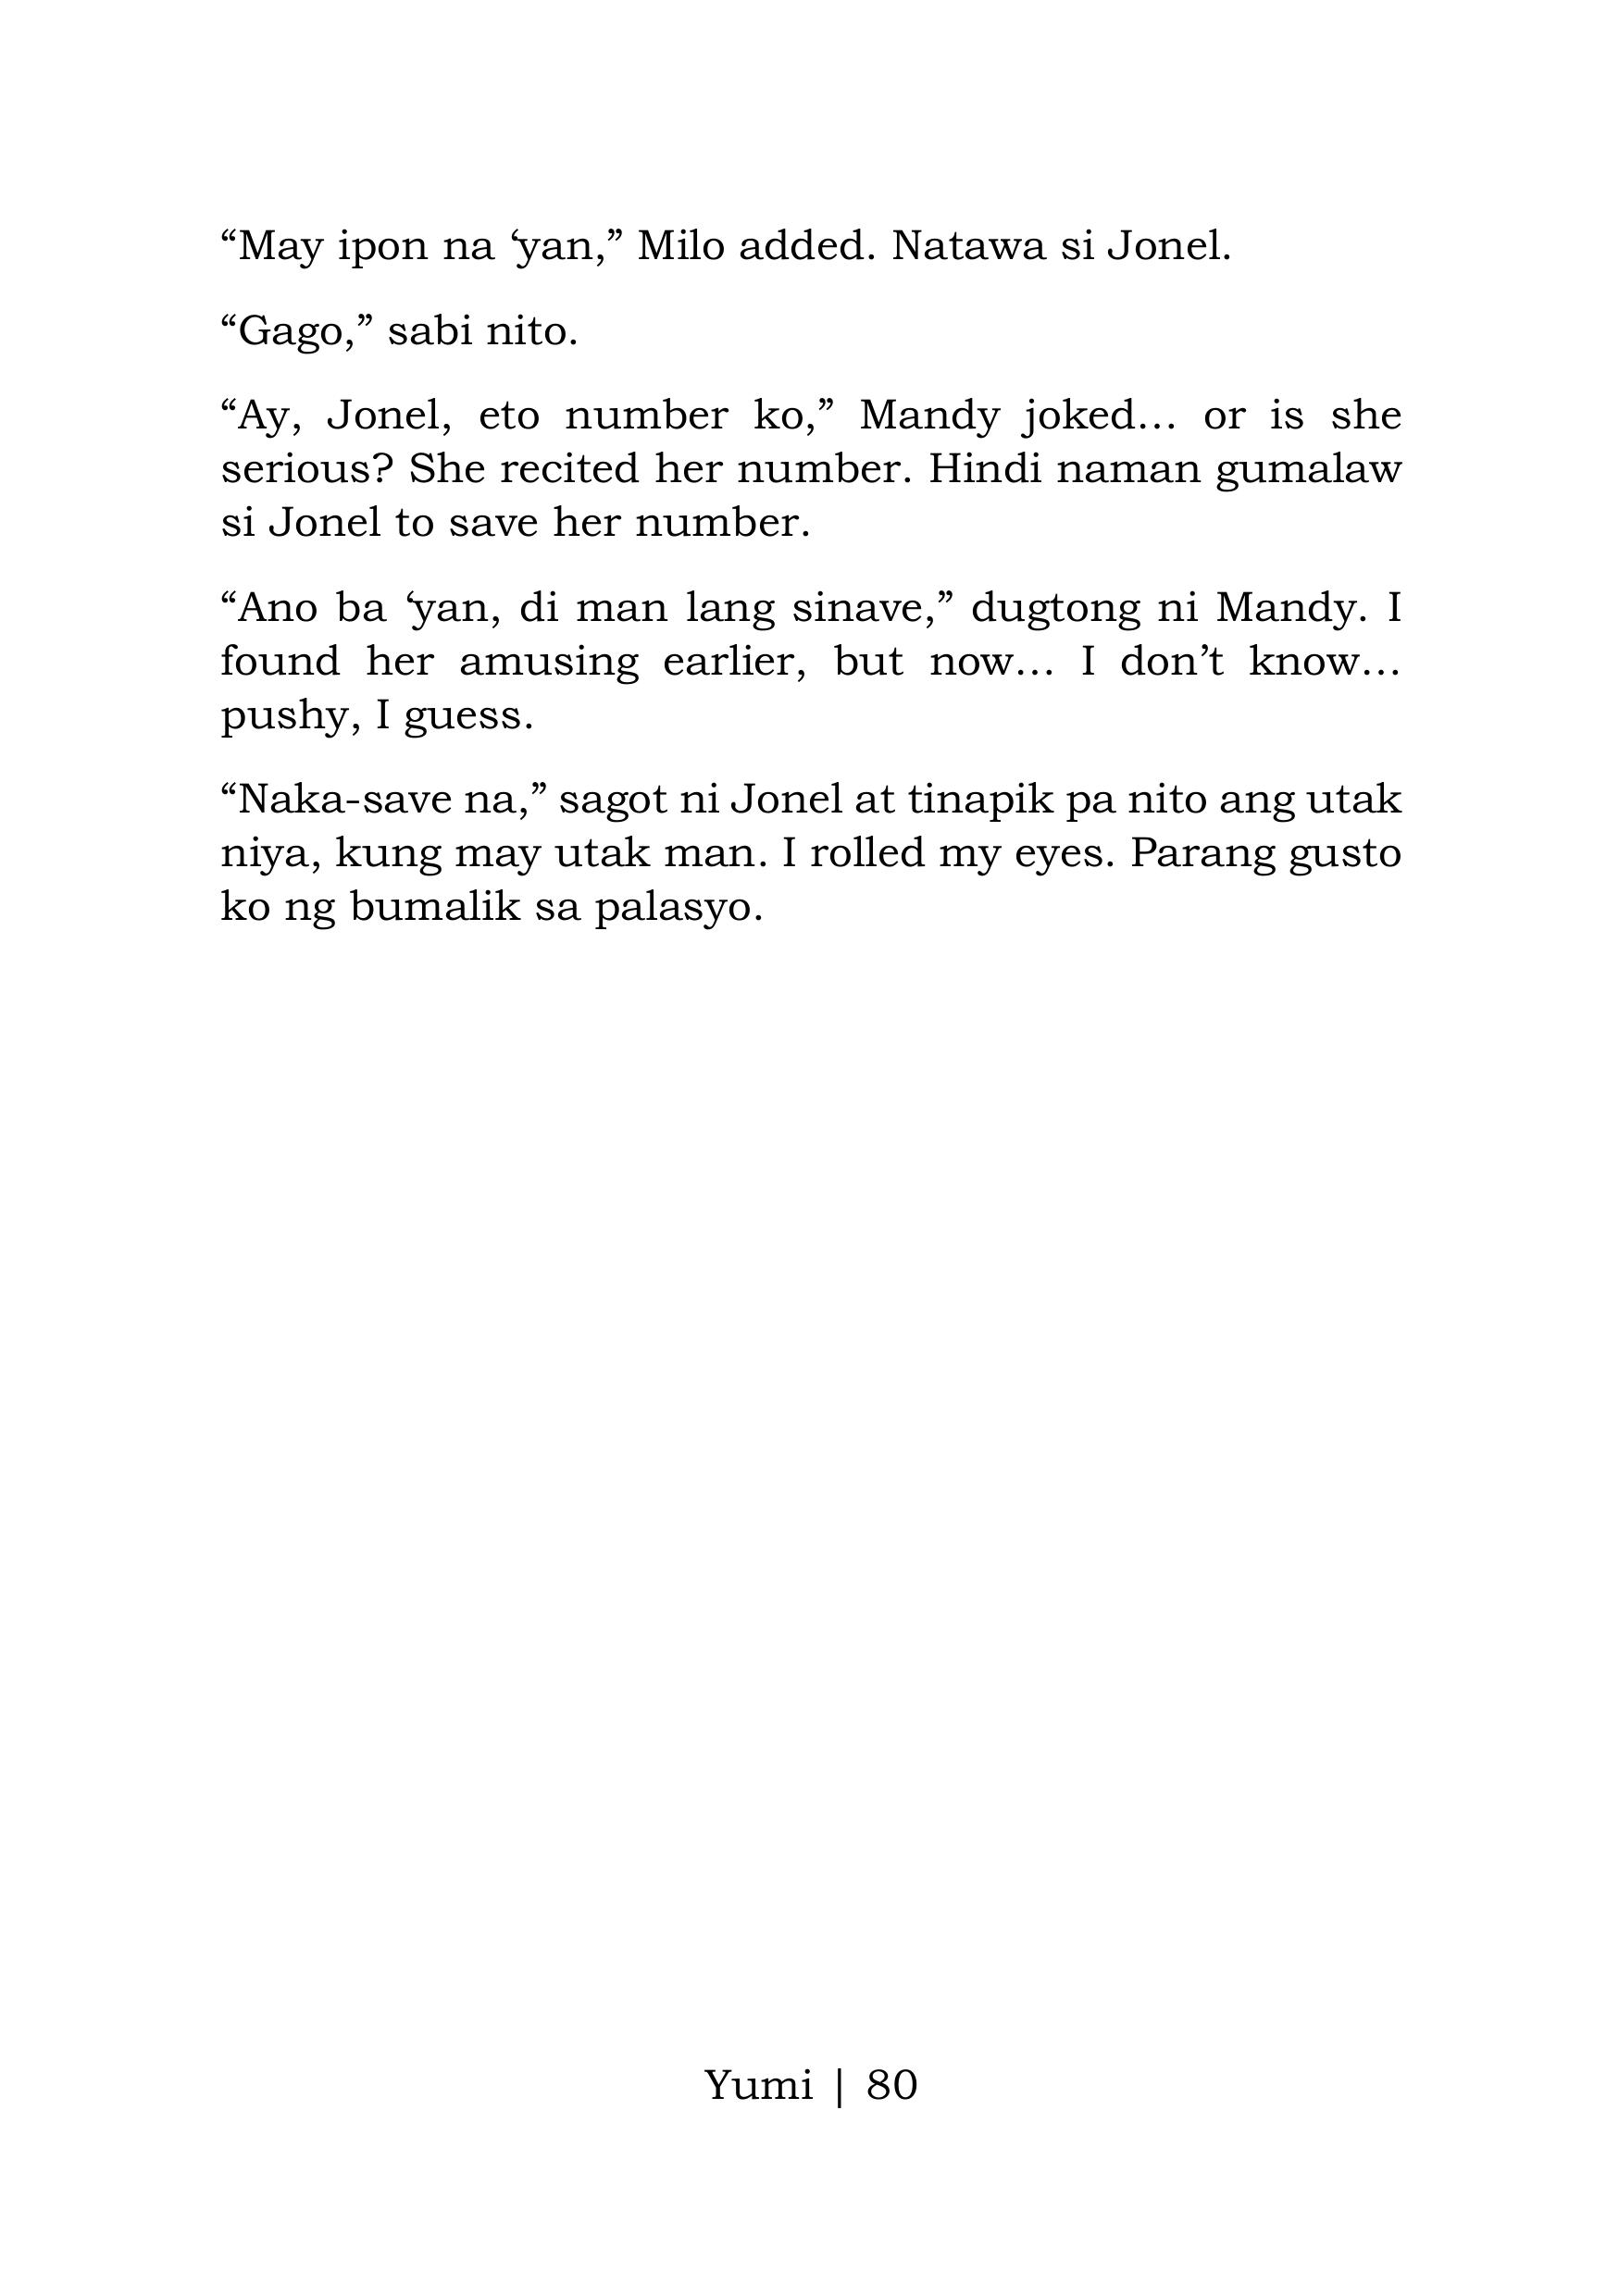 “May ipon na ‘yan,” Milo added. Natawa si Jonel.
“Gago,” sabi nito.
“Ay, Jonel, eto number ko,” Mandy joked… or is she
serious? She recited her number. Hindi naman gumalaw
si Jonel to save her number.
“Ano ba ‘yan, di man lang sinave,” dugtong ni Mandy. I
found her amusing earlier, but now… I don’t know…
pushy, I guess.
“Naka-save na,” sagot ni Jonel at tinapik pa nito ang utak
niya, kung may utak man. I rolled my eyes. Parang gusto
ko ng bumalik sa palasyo.
Yumi | 80